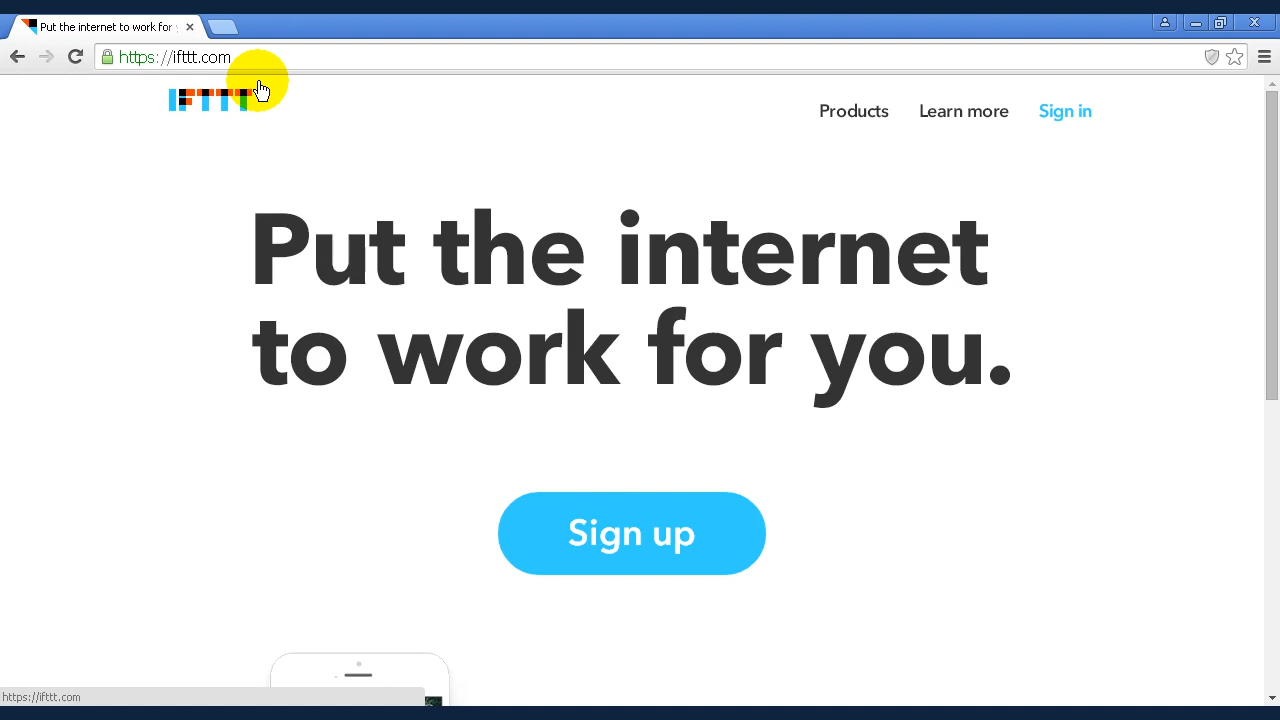 Put the internet to work for
https://ifttt.com
IFTTT
Products
Learn more
Sign in
Put the internet
to work for you.
Sign up
https://ifttt.com